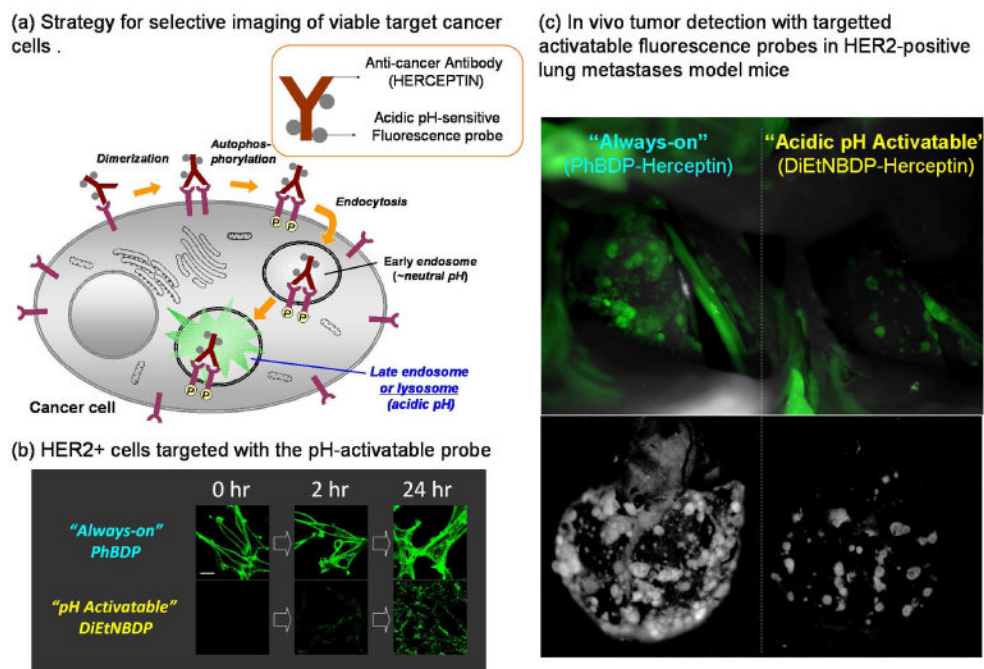 (a) Strategy for selective imaging of viable target cancer
cells .
Anti-cancer Antibody
(HERCEPTIN)
Acidic pH-sensitive
Fluorescence probe
Dimerization
Autophos-
phorylation
Endocytosis
P
P
Early endosome
(~neutral pH)
P
P
P
P
Late endosome
or lysosome
(acidic pH)
Cancer cell
(b) HER2+ cells targeted with the pH-activatable probe
0 hr
2 hr
24 hr
"Always-on"
PhBDP
"pH Activatable"
DiEtNBDP
(c) In vivo tumor detection with targetted
activatable fluorescence probes in HER2-positive
lung metastases model mice
"Always-on"
(PhBDP-Herceptin)
"Acidic pH Activatable'
(DiEtNBDP-Herceptin)